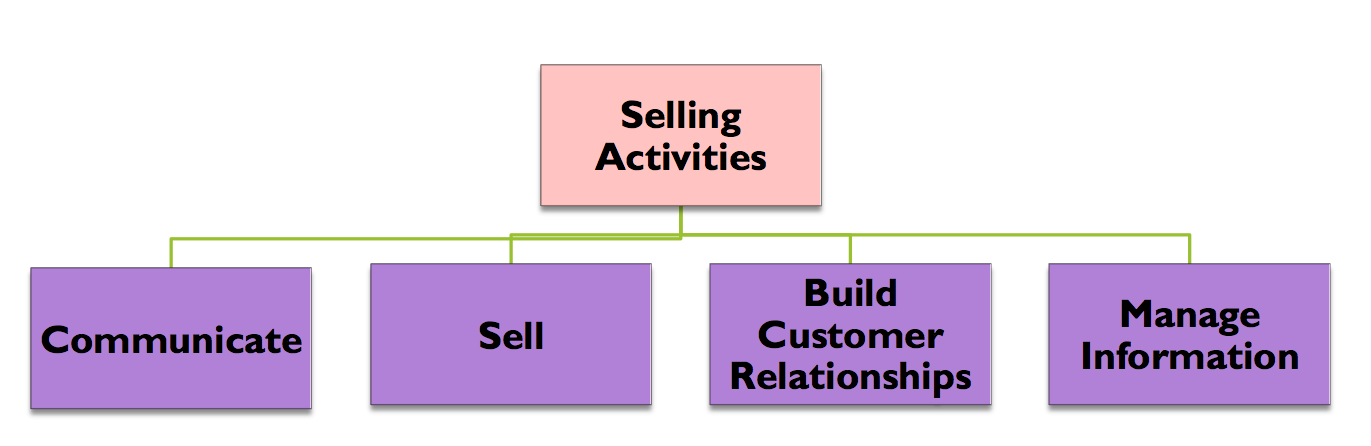 Selling
Activities
Communicate
Sell
Build
Customer
Relationships
Manage
Information